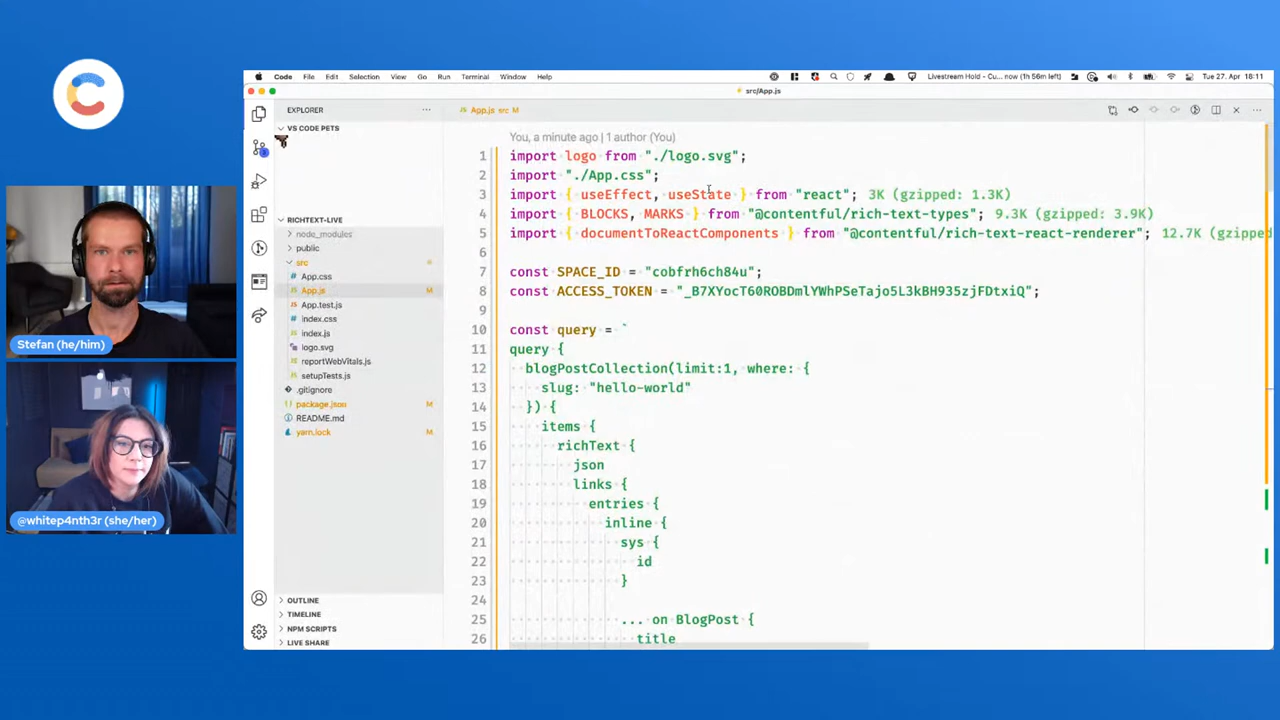 Code File Edit Selection View Go Run Terminal Window Help Livestream Hold - Cu... now (1h 56m left) Tue 27. Apr 18:11
src/App.js
EXPLORER
App.js src M
VS CODE PETS
You, a minute ago | 1 author (You)
1 import logo from "./logo.svg";
2 import "./App.css";
3 import { useEffect, useState } from "react"; 3K (gzipped: 1.3K)
4 import { BLOCKS, MARKS } from "@contentful/rich-text-types"; 9.3K (gzipped: 3.9K)
5 import { documentToReactComponents } from "@contentful/rich-text-react-renderer"; 12.7K (gzipped
6
7 const SPACE_ID = "cobfrh6ch84u";
8 const ACCESS_TOKEN = "_B7XYocT60ROBDmlYWhPSeTajo5L3kBH935zjFDtxiQ";
9
10 const query = `
11 query {
12 blogPostCollection(limit:1, where: {
13 slug: "hello-world"
14 }) {
15 items {
16 richText {
17 json
18 links {
19 entries {
20 inline {
21 sys {
22 id
23 }
24
25 ... on BlogPost {
26 title
RICHTEXT-LIVE
node_modules
public
src
App.css
App.js M
App.test.js
index.css
index.js
logo.svg
reportWebVitals.js
setupTests.js
.gitignore
package.json M
README.md
yarn.lock M
OUTLINE
TIMELINE
NPM SCRIPTS
LIVE SHARE
Stefan (he/him)
@whitep4nth3r (she/her)